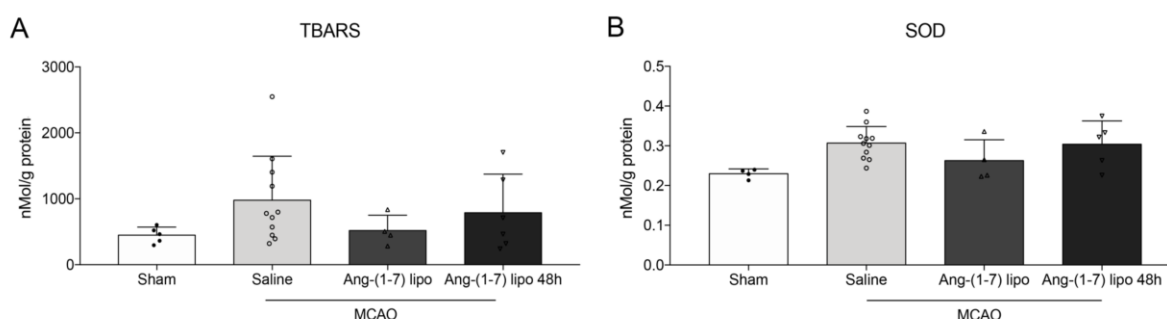 A
TBARS
nMol/g protein
3000
2000
1000
0
Sham
Saline
Ang-(1-7) lipo
Ang-(1-7) lipo 48h
MCAO
B
SOD
nMol/g protein
0.5
0.4
0.3
0.2
0.1
0.0
Sham
Saline
Ang-(1-7) lipo
Ang-(1-7) lipo 48h
MCAO